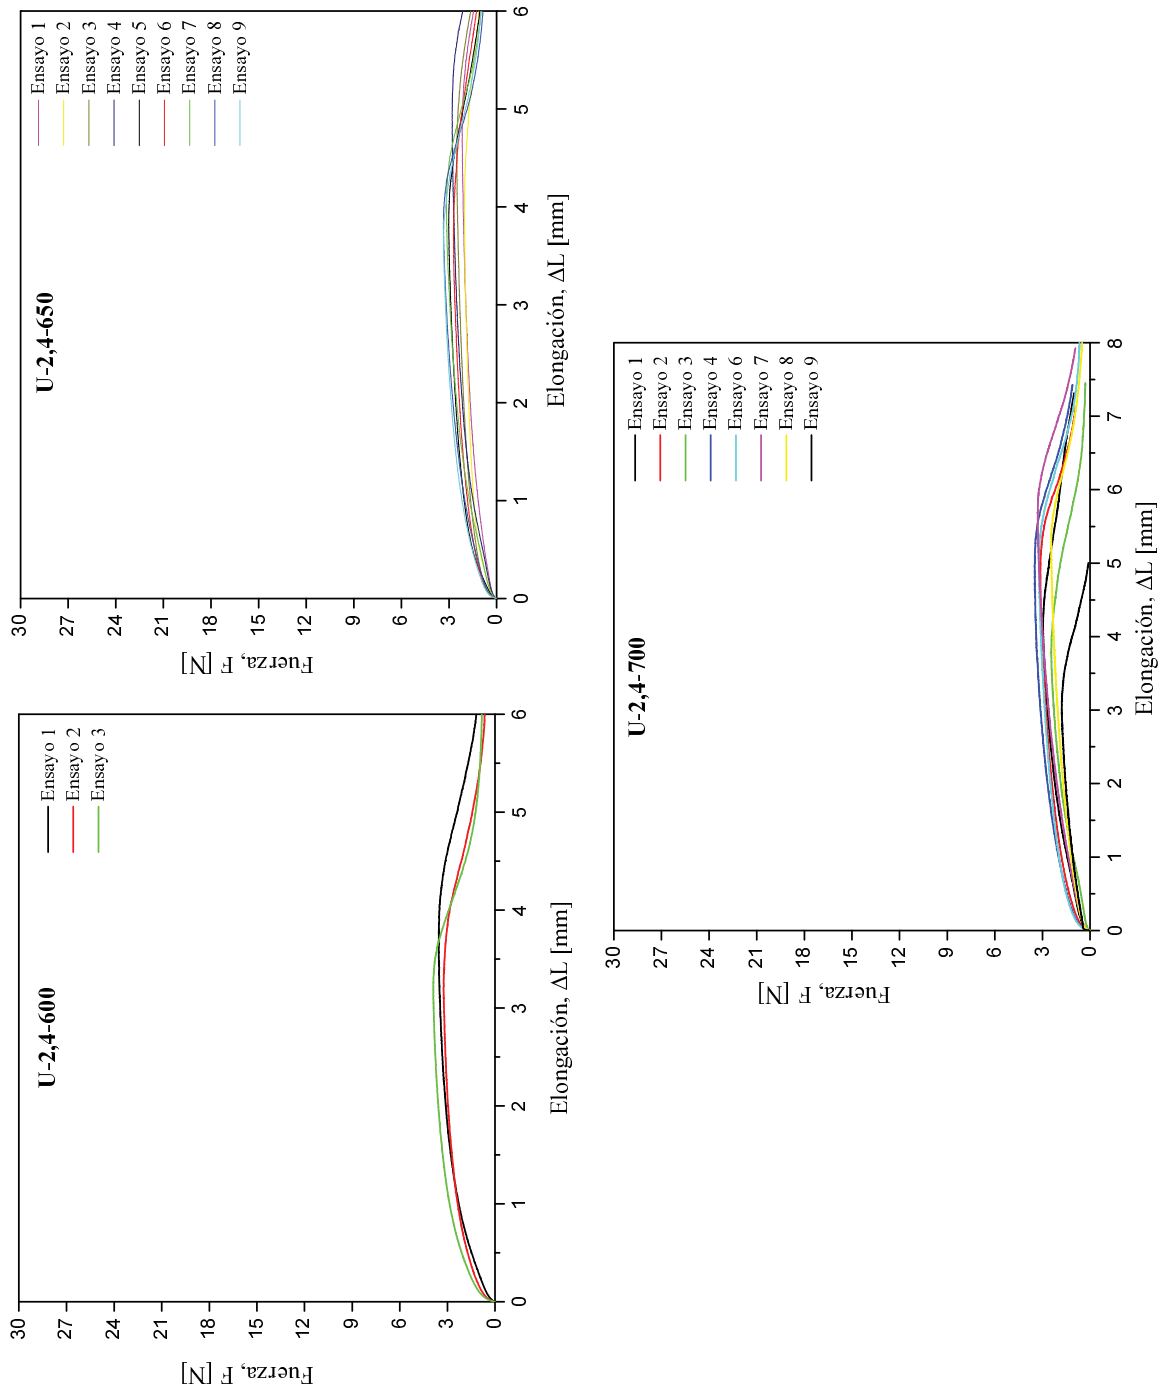 U-2,4-600
Ensayo 1
Ensayo 2
Ensayo 3
Fuerza, F [N]
30
27
24
21
18
15
12
9
6
3
0
0
1
2
3
4
5
6
Elongación, ΔL [mm]
U-2,4-650
Ensayo 1
Ensayo 2
Ensayo 3
Ensayo 4
Ensayo 5
Ensayo 6
Ensayo 7
Ensayo 8
Ensayo 9
Fuerza, F [N]
30
27
24
21
18
15
12
9
6
3
0
0
1
2
3
4
5
6
Elongación, ΔL [mm]
U-2,4-700
Ensayo 1
Ensayo 2
Ensayo 3
Ensayo 4
Ensayo 6
Ensayo 7
Ensayo 8
Ensayo 9
Fuerza, F [N]
30
27
24
21
18
15
12
9
6
3
0
0
1
2
3
4
5
6
7
8
Elongación, ΔL [mm]